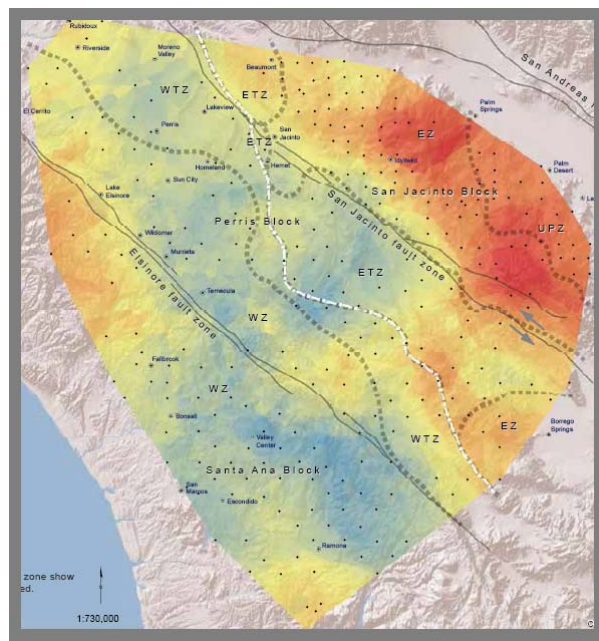 Rubidoux
Riverside
Moreno
Valley
Beaumont
San Andreas
WTZ
ETZ
Palm
Springs
El Cerrito
Lakeview
EZ
Perris
ETZ
San
Jacinto
Idyllwild
Palm
Desert
La
Homeland
Hemet
Sun City
San Jacinto Block
Lake
Elsinore
Perris Block
San Jacinto fault zone
UPZ
Wildomar
Murrieta
ETZ
Elsinore fault zone
Temecula
WZ
Fallbrook
WZ
Bonsall
EZ
Borrego
Springs
Valley
Center
WTZ
Santa Ana Block
San
Margos
Escondido
Ramona
zone show
ed.
1:730,000
C